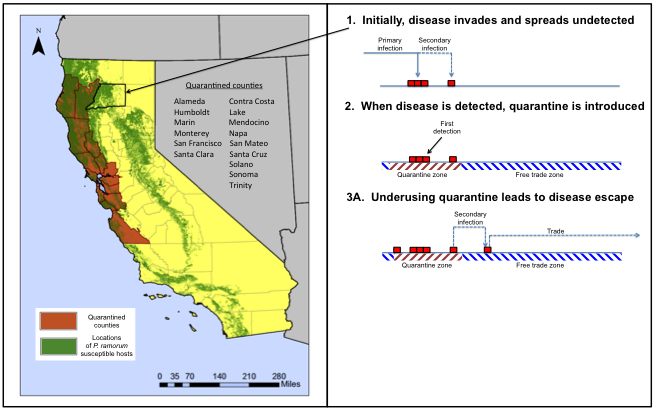 N
Quarantined counties
Alameda Contra Costa
Humboldt Lake
Marin Mendocino
Monterey Napa
San Francisco San Mateo
Santa Clara Santa Cruz
Solano
Sonoma
Trinity
Quarantined
counties
Locations
of P. ramorum
susceptible hosts
0 35 70 140 210 280
Miles
1. Initially, disease invades and spreads undetected
Primary infection
Secondary infection
2. When disease is detected, quarantine is introduced
First
detection
Quarantine zone Free trade zone
3A. Underusing quarantine leads to disease escape
Secondary
infection
Trade
Quarantine zone Free trade zone